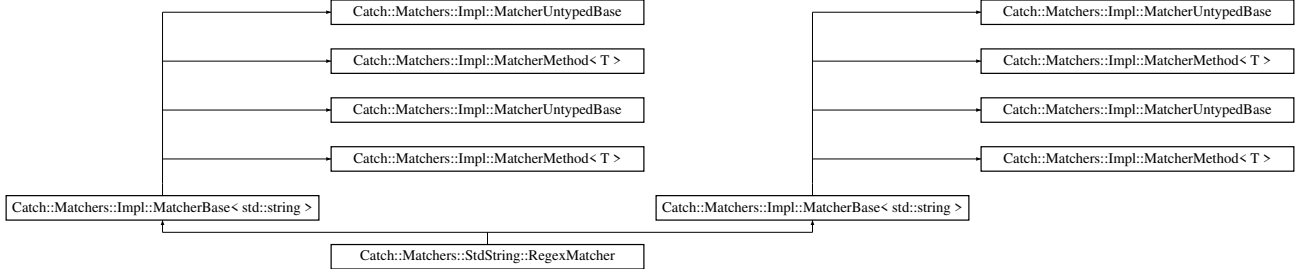 Catch::Matchers::Impl::MatcherUntypedBase
Catch::Matchers::Impl::MatcherUntypedBase
Catch::Matchers::Impl::MatcherMethod< T >
Catch::Matchers::Impl::MatcherMethod< T >
Catch::Matchers::Impl::MatcherUntypedBase
Catch::Matchers::Impl::MatcherUntypedBase
Catch::Matchers::Impl::MatcherMethod< T >
Catch::Matchers::Impl::MatcherMethod< T >
Catch::Matchers::Impl::MatcherBase< std::string >
Catch::Matchers::Impl::MatcherBase< std::string >
Catch::Matchers::StdString::RegexMatcher